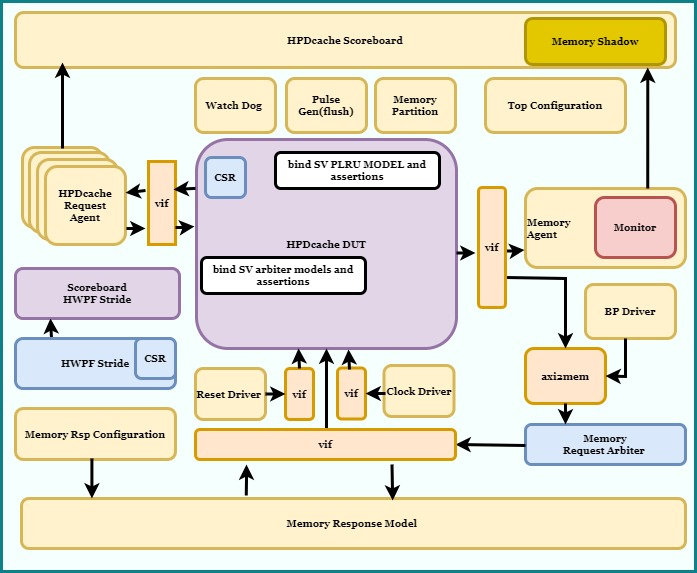 HPDcache Scoreboard
Memory Shadow
Watch Dog
Pulse
Gen(flush)
Memory
Partition
Top Configuration
HPDcache
Request
Agent
vif
CSR
bind SV PLRU MODEL and
assertions
HPDcache DUT
bind SV arbiter models and
assertions
vif
Memory
Agent
Monitor
Scoreboard
HWPF Stride
HWPF Stride
CSR
BP Driver
axi2mem
Reset Driver
vif
vif
Clock Driver
Memory Rsp Configuration
vif
Memory
Request Arbiter
Memory Response Model